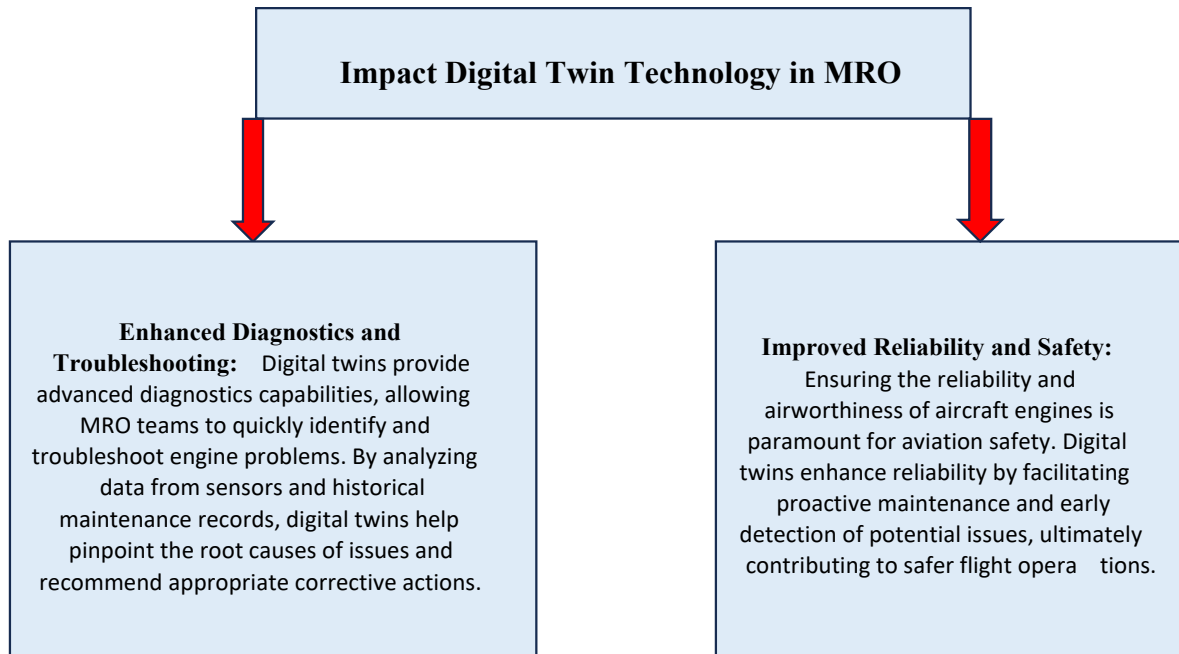 Impact Digital Twin Technology in MRO
Enhanced Diagnostics and
Troubleshooting: Digital twins provide
advanced diagnostics capabilities, allowing
MRO teams to quickly identify and
troubleshoot engine problems. By analyzing
data from sensors and historical
maintenance records, digital twins help
pinpoint the root causes of issues and
recommend appropriate corrective actions.
Improved Reliability and Safety:
Ensuring the reliability and
airworthiness of aircraft engines is
paramount for aviation safety. Digital
twins enhance reliability by facilitating
proactive maintenance and early
detection of potential issues, ultimately
contributing to safer flight opera tions.